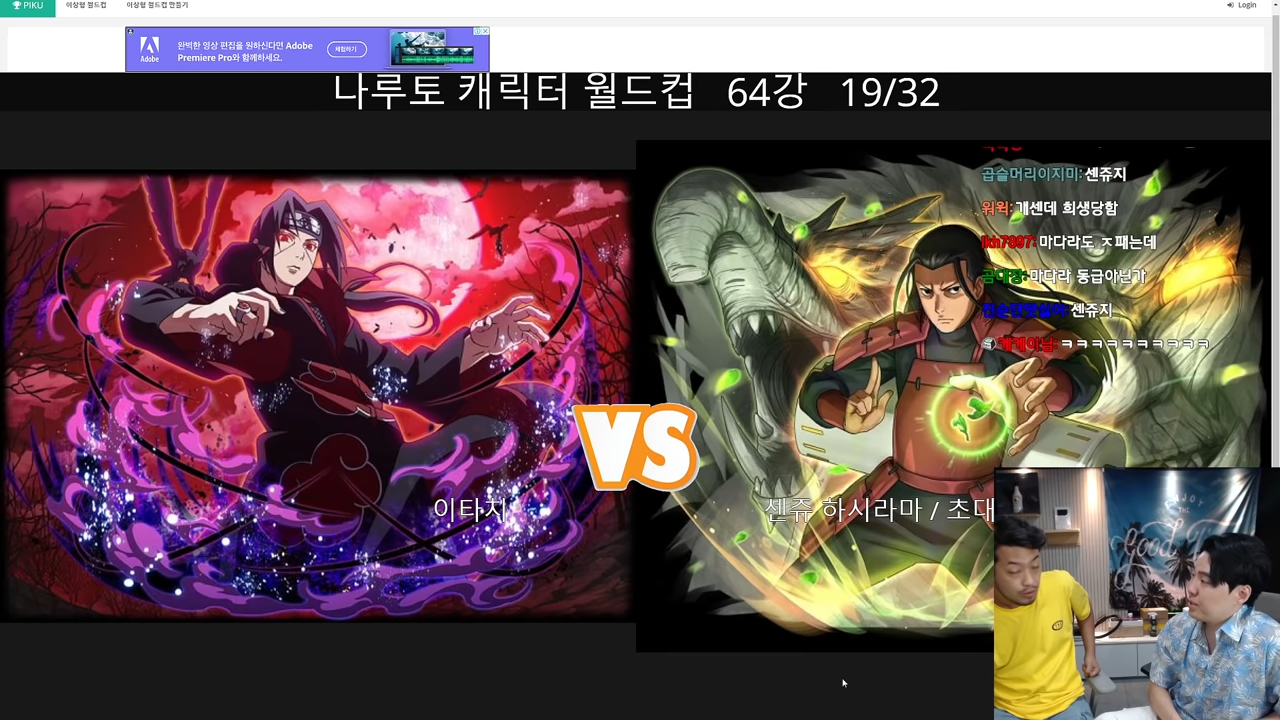 PIKU
이상형 월드컵
이상형 월드컵 만들기
Login
Adobe
완벽한 영상 편집을 원하신다면 Adobe
Premiere Pro와 함께하세요.
체험하기
나루토 캐릭터 월드컵 64강 19/32
곱슬머리이지미: 센쥬지
워윅: 개센데 희생당함
마다라도 ㅈ패는데
곰대장: 마다라 동급아닌가
센쥬지
ㅋㅋㅋㅋㅋㅋㅋㅋㅋㅋ
VS
이타치
센쥬 하시라마 / 초대
ENJOY
THE
Good